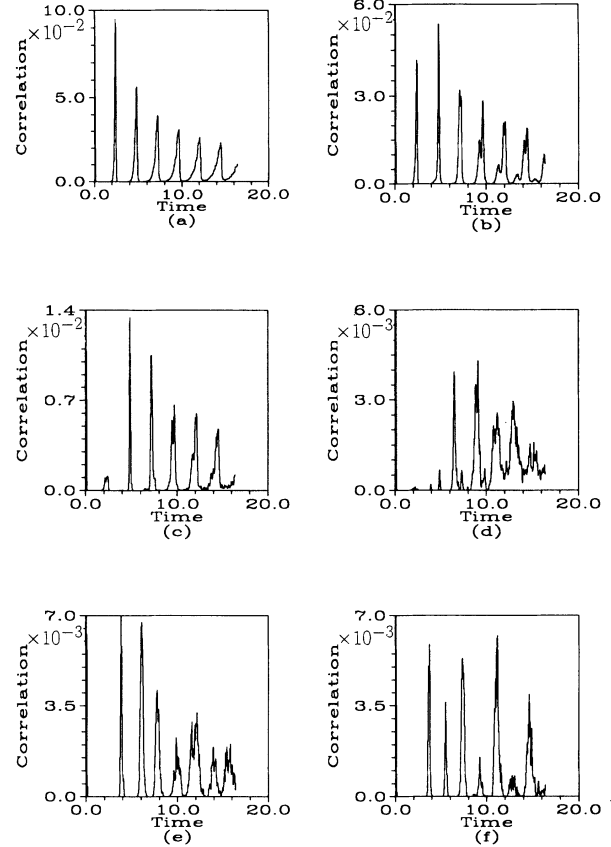 10.0
×10⁻²
5.0
0.0
Correlation
0.0 10.0 20.0
Time
(a)
6.0
×10⁻²
3.0
0.0
Correlation
0.0 10.0 20.0
Time
(b)
1.4
×10⁻²
0.7
0.0
Correlation
0.0 10.0 20.0
Time
(c)
6.0
×10⁻³
3.0
0.0
Correlation
0.0 10.0 20.0
Time
(d)
7.0
×10⁻³
3.5
0.0
Correlation
0.0 10.0 20.0
Time
(e)
7.0
×10⁻³
3.5
0.0
Correlation
0.0 10.0 20.0
Time
(f)